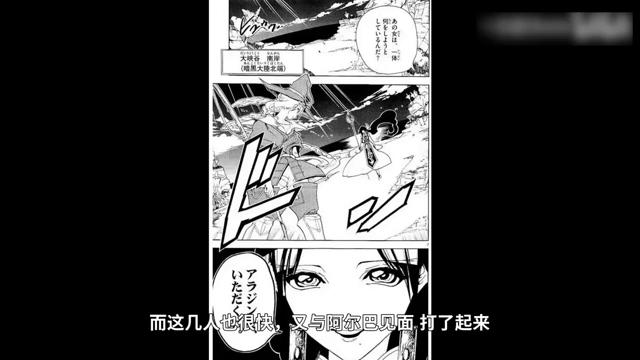 あの女は、一体
何をしようと
しているんだ?
大峡谷 南岸
(暗黒大陸北端)
ドン
アラジン
いただく
而这几人也很快，又与阿尔巴见面 打了起来